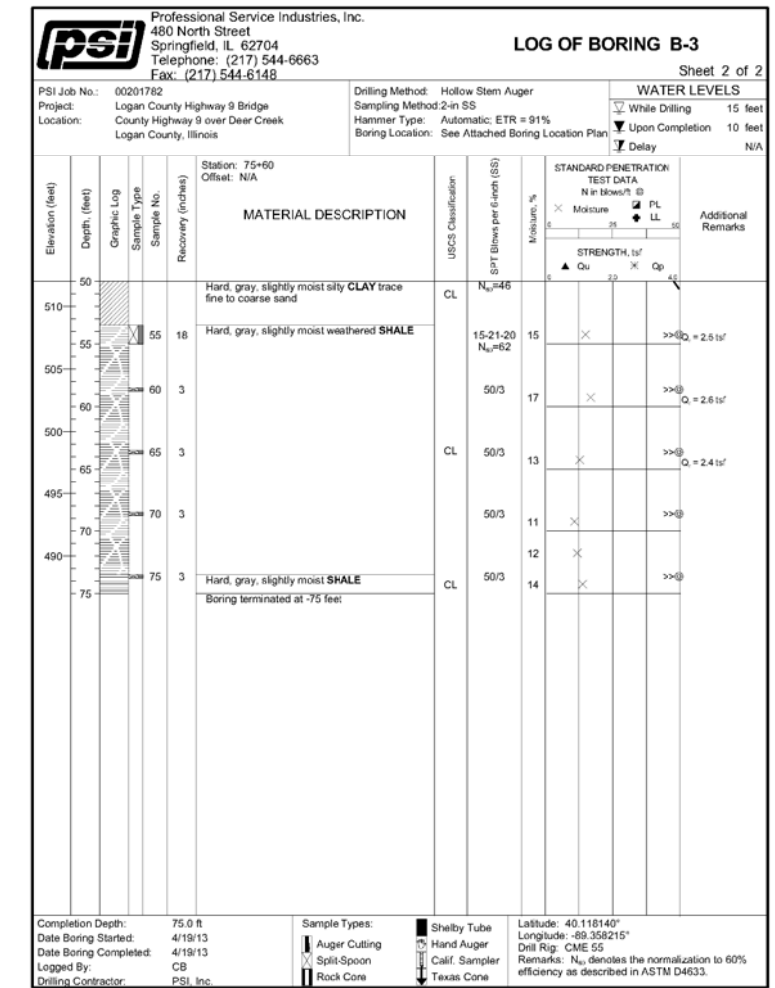 psi
Professional Service Industries, Inc.
480 North Street
Springfield, IL 62704
Telephone: (217) 544-6663
Fax: (217) 544-6148
LOG OF BORING B-3
Sheet 2 of 2
PSI Job No.: 00201782
Project: Logan County Highway 9 Bridge
Location: County Highway 9 over Deer Creek
Logan County, Illinois
Drilling Method: Hollow Stem Auger
Sampling Method:2-in SS
Hammer Type: Automatic; ETR = 91%
Boring Location: See Attached Boring Location Plan
WATER LEVELS
While Drilling 15 feet
Upon Completion 10 feet
Delay N/A
Elevation (feet)
Depth, (feet)
Graphic Log
Sample Type
Sample No.
Recovery (inches)
Station: 75+60
Offset: N/A
MATERIAL DESCRIPTION
USCS Classification
SPT Blows per 6-inch (SS)
Moisture, %
STANDARD PENETRATION
TEST DATA
N in blows/ft
Moisture PL
LL
0 25 50
STRENGTH, tsf
Qu Qp
0 2.0 4.0
Additional
Remarks
50
Hard, gray, slightly moist silty CLAY trace
fine to coarse sand
CL
N60=46
510
Hard, gray, slightly moist weathered SHALE
55 18 15-21-20 15 >> Qr = 2.5 tsf
N60=62
55
505
60 3 50/3 17 >> Qr = 2.6 tsf
60
500
65 3 CL 50/3 13 >> Qr = 2.4 tsf
65
495
70 3 50/3 11 >>
70
490 12
75 3 50/3 14 >>
Hard, gray, slightly moist SHALE
CL
75
Boring terminated at -75 feet
Completion Depth: 75.0 ft
Date Boring Started: 4/19/13
Date Boring Completed: 4/19/13
Logged By: CB
Drilling Contractor: PSI, Inc.
Sample Types:
Auger Cutting
Split-Spoon
Rock Core
Shelby Tube
Hand Auger
Calif. Sampler
Texas Cone
Latitude: 40.118140°
Longitude: -89.358215°
Drill Rig: CME 55
Remarks: N60 denotes the normalization to 60%
efficiency as described in ASTM D4633.